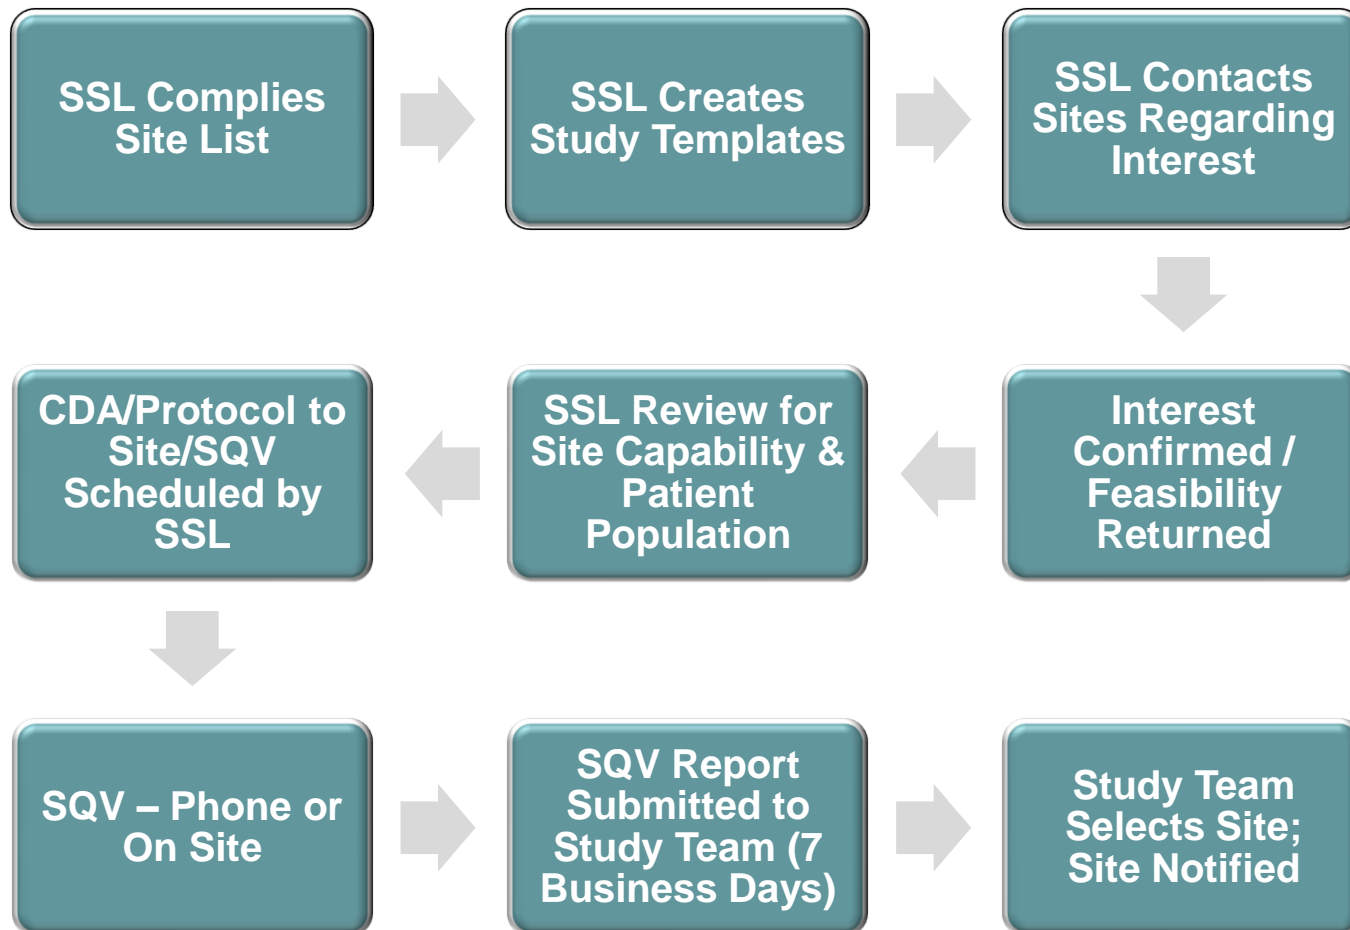 SSL Complies
Site List
SSL Creates
Study Templates
SSL Contacts
Sites Regarding
Interest
Interest
Confirmed /
Feasibility
Returned
SSL Review for
Site Capability &
Patient
Population
CDA/Protocol to
Site/SQV
Scheduled by
SSL
SQV – Phone or
On Site
SQV Report
Submitted to
Study Team (7
Business Days)
Study Team
Selects Site;
Site Notified